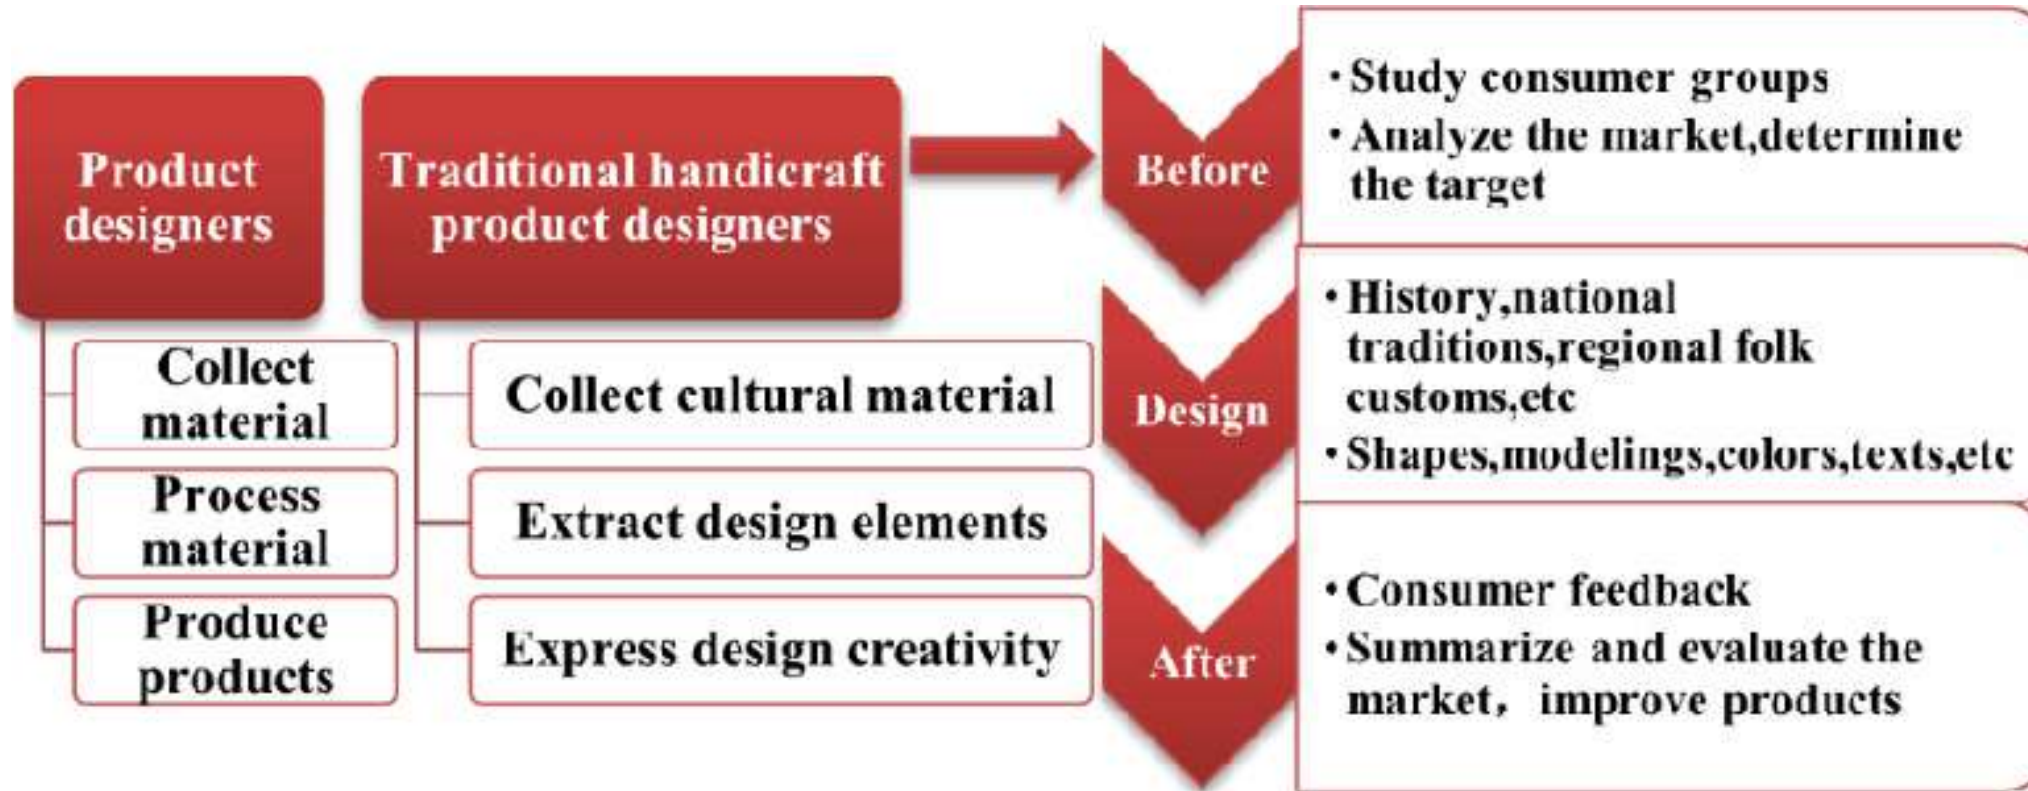 Product
designers
Collect
material
Process
material
Produce
products
Traditional handicraft
product designers
Collect cultural material
Extract design elements
Express design creativity
Before
• Study consumer groups
• Analyze the market,determine
the target
Design
• History,national
traditions,regional folk
customs,etc
• Shapes,modelings,colors,texts,etc
After
• Consumer feedback
• Summarize and evaluate the
market，improve products